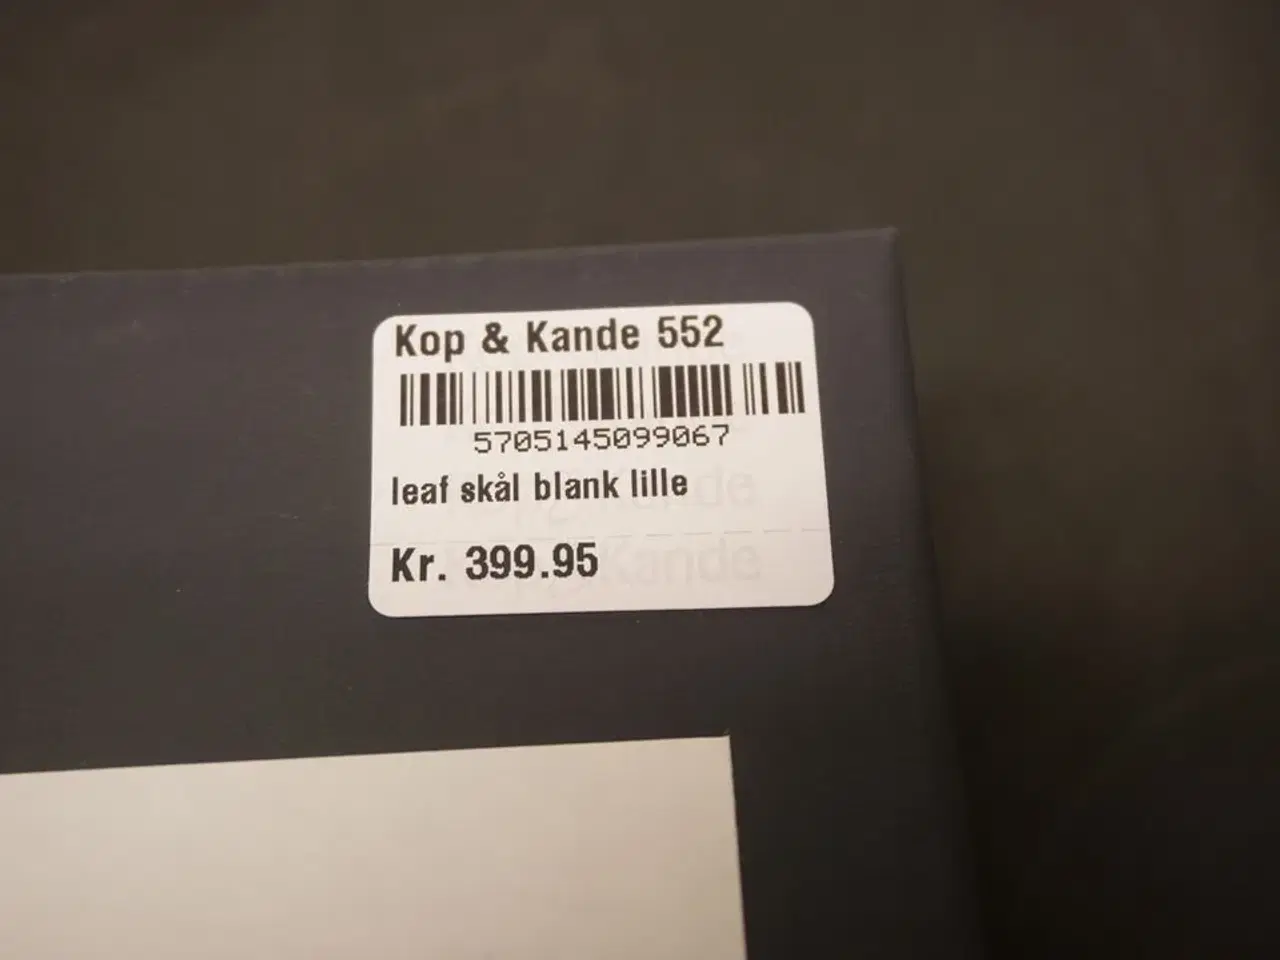 Kop & Kande 552
5705145099067
leaf skål blank lille
Kr. 399.95